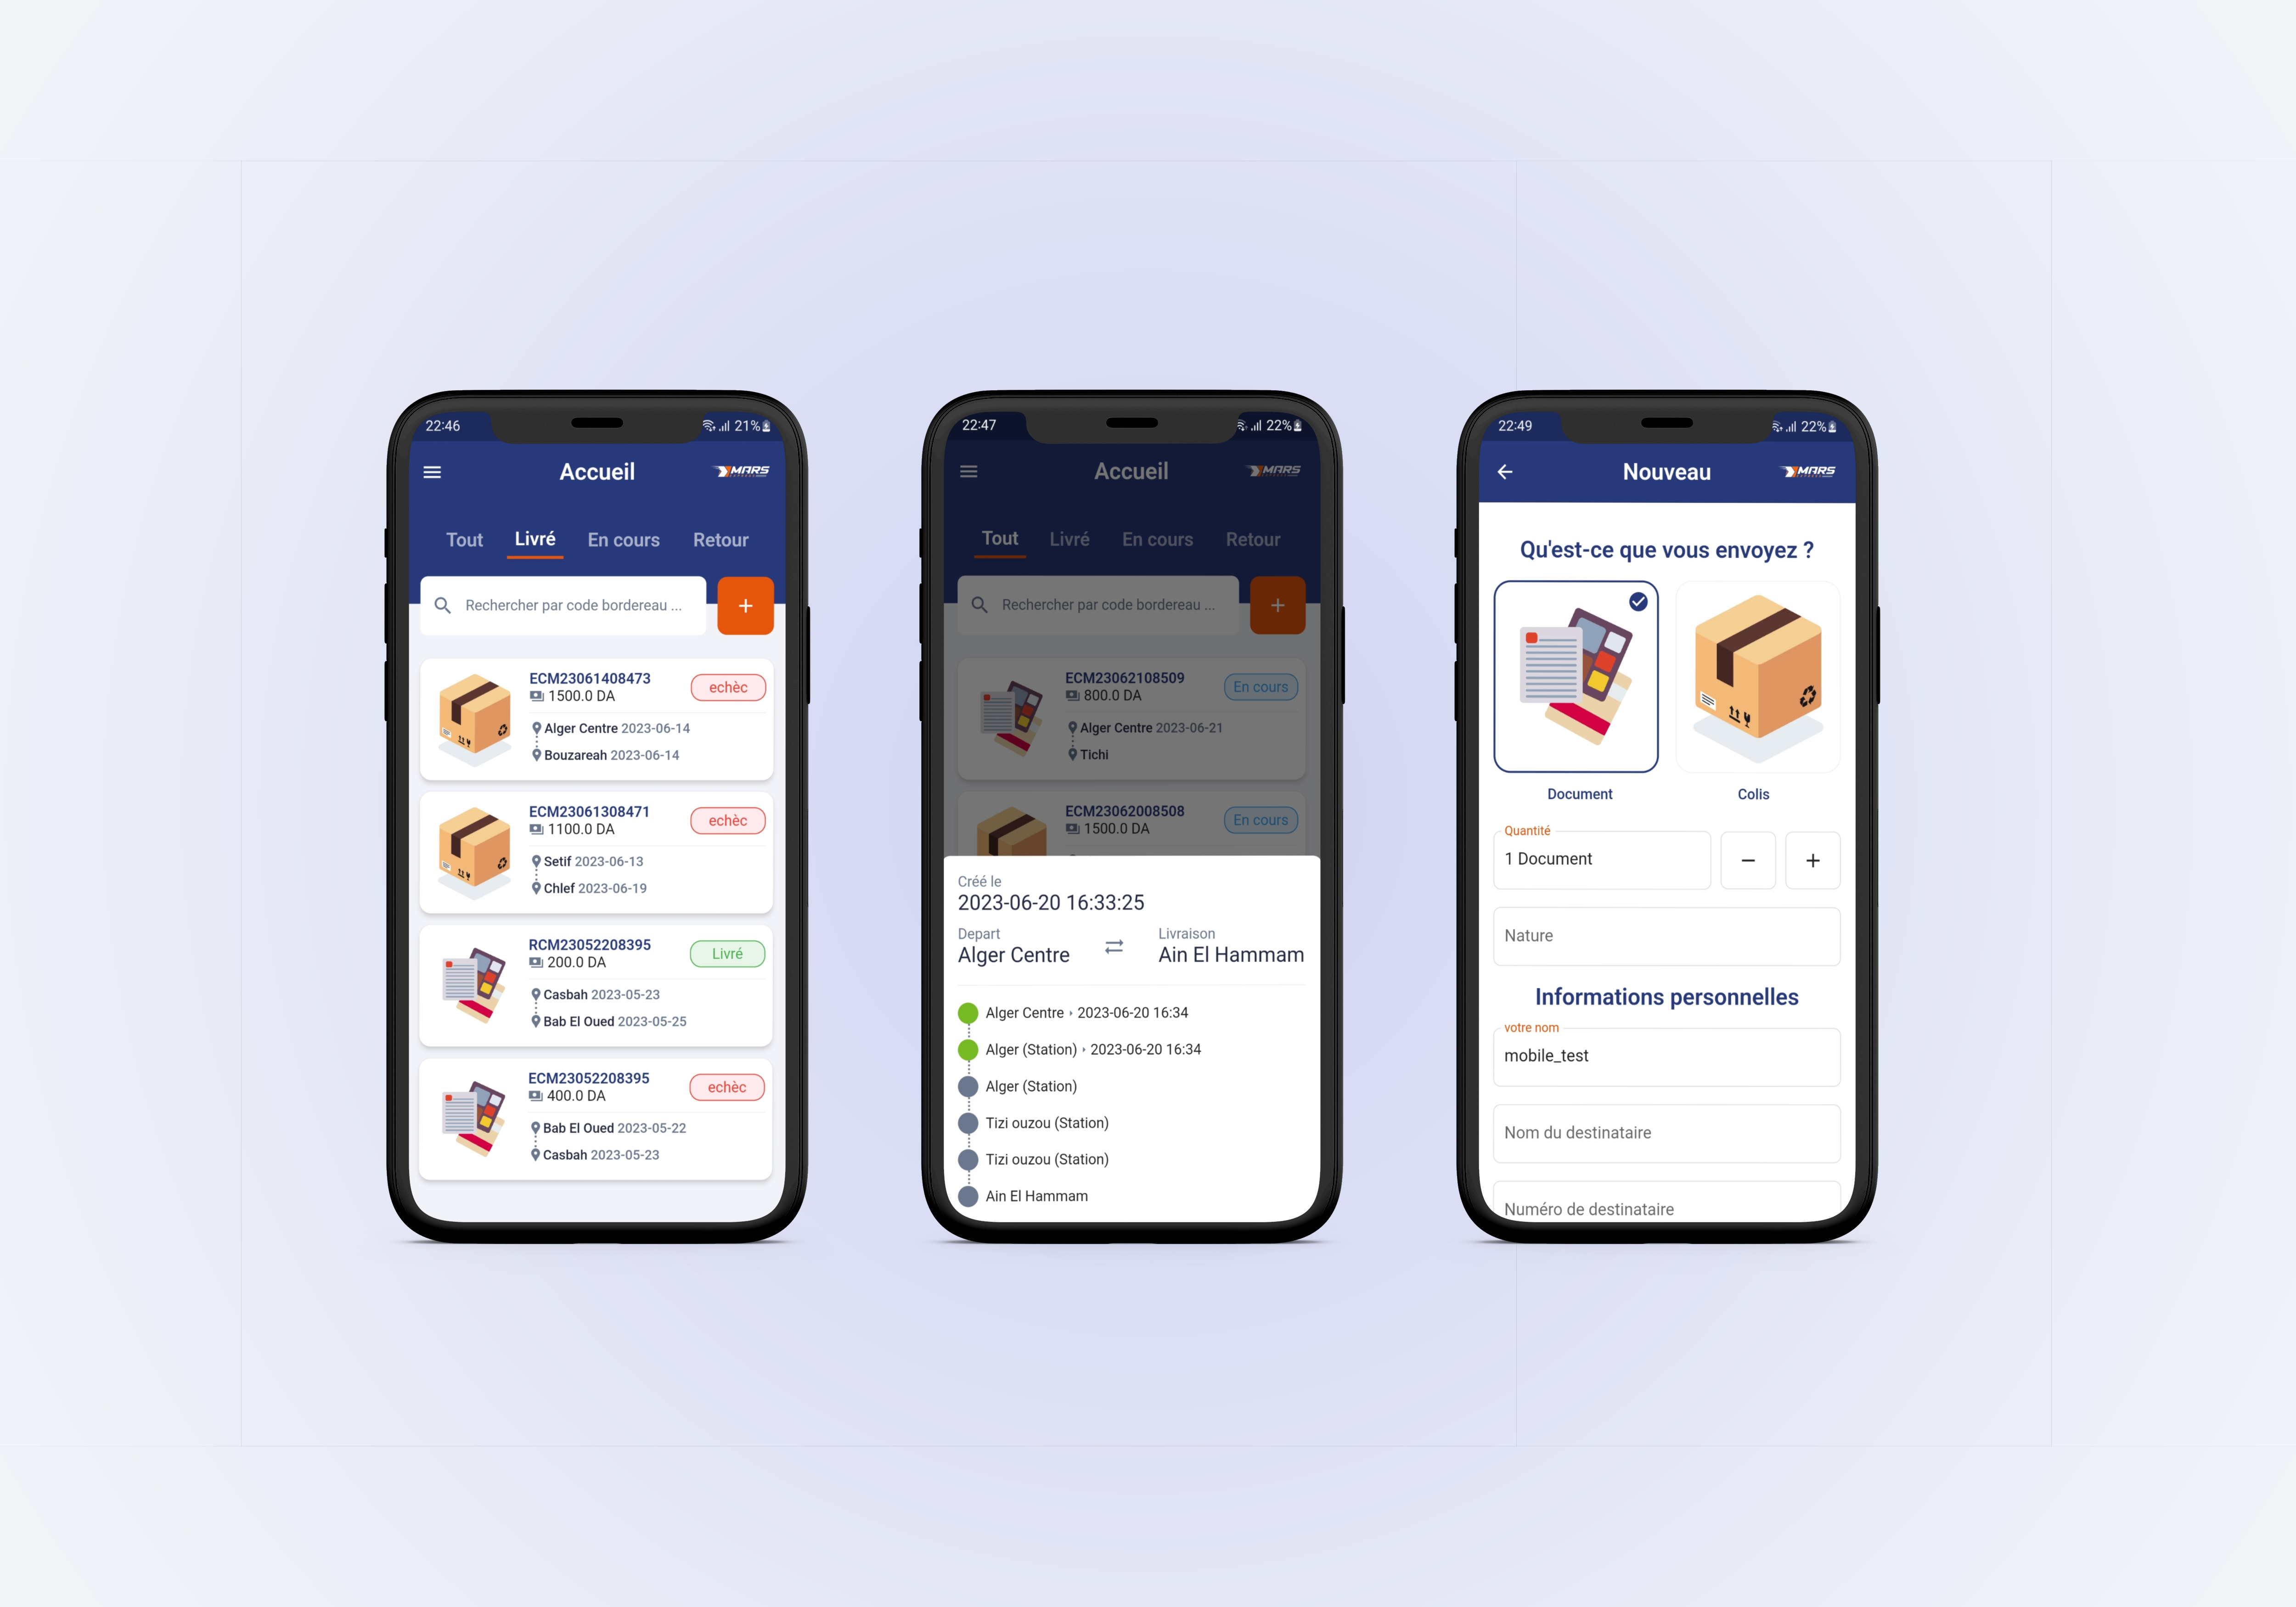 22:46
21%
Accueil
MARS
Tout
Livré
En cours
Retour
Rechercher par code bordereau ...
+
ECM23061408473
1500.0 DA
echèc
Alger Centre 2023-06-14
Bouzareah 2023-06-14
ECM23061308471
1100.0 DA
echèc
Setif 2023-06-13
Chlef 2023-06-19
RCM23052208395
200.0 DA
Livré
Casbah 2023-05-23
Bab El Oued 2023-05-25
ECM23052208395
400.0 DA
echèc
Bab El Oued 2023-05-22
Casbah 2023-05-23
22:47
22%
Accueil
MARS
Tout
Livré
En cours
Retour
Rechercher par code bordereau ...
+
ECM23062108509
800.0 DA
En cours
Alger Centre 2023-06-21
Tichi
ECM23062008508
1500.0 DA
En cours
Créé le
2023-06-20 16:33:25
Depart
Livraison
Alger Centre
Ain El Hammam
Alger Centre › 2023-06-20 16:34
Alger (Station) › 2023-06-20 16:34
Alger (Station)
Tizi ouzou (Station)
Tizi ouzou (Station)
Ain El Hammam
22:49
22%
Nouveau
MARS
Qu'est-ce que vous envoyez ?
Document
Colis
Quantité
1 Document
−
+
Nature
Informations personnelles
votre nom
mobile_test
Nom du destinataire
Numéro de destinataire